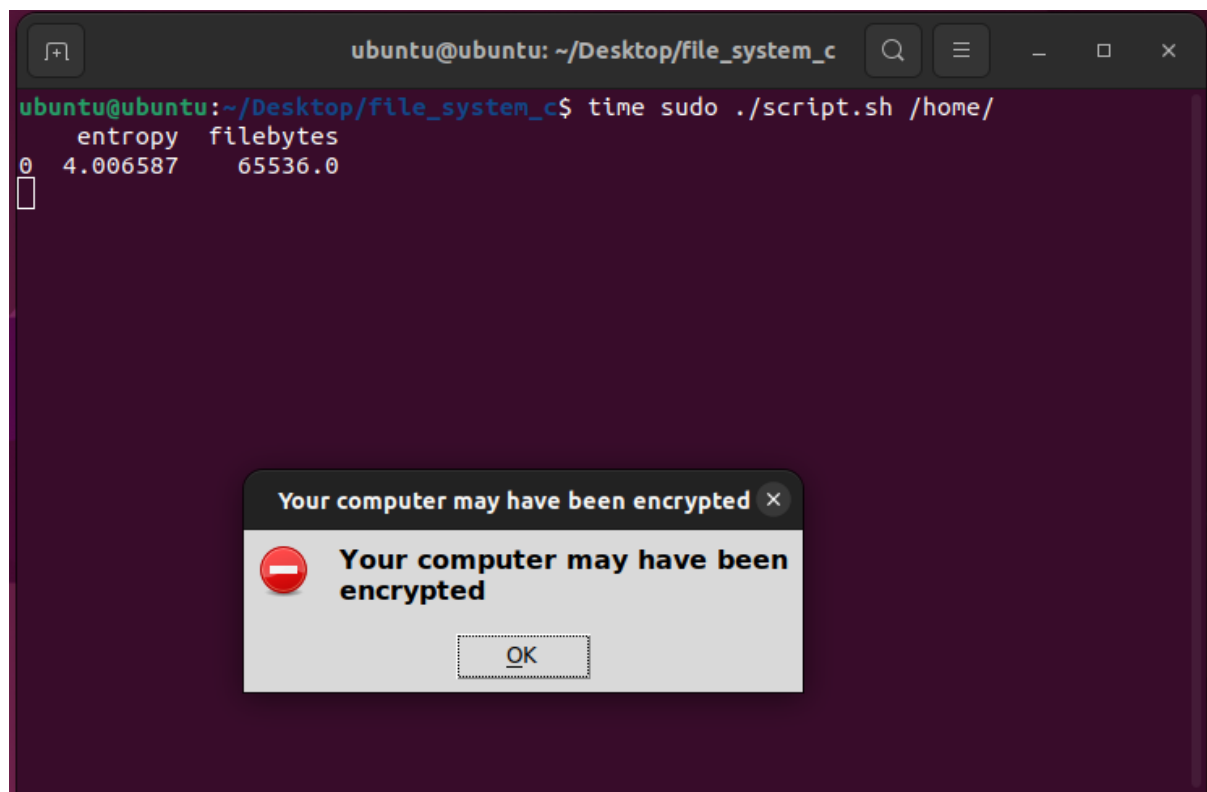 ubuntu@ubuntu: ~/Desktop/file_system_c
ubuntu@ubuntu:~/Desktop/file_system_c$ time sudo ./script.sh /home/
entropy filebytes
0 4.006587 65536.0
Your computer may have been encrypted
Your computer may have been
encrypted
OK